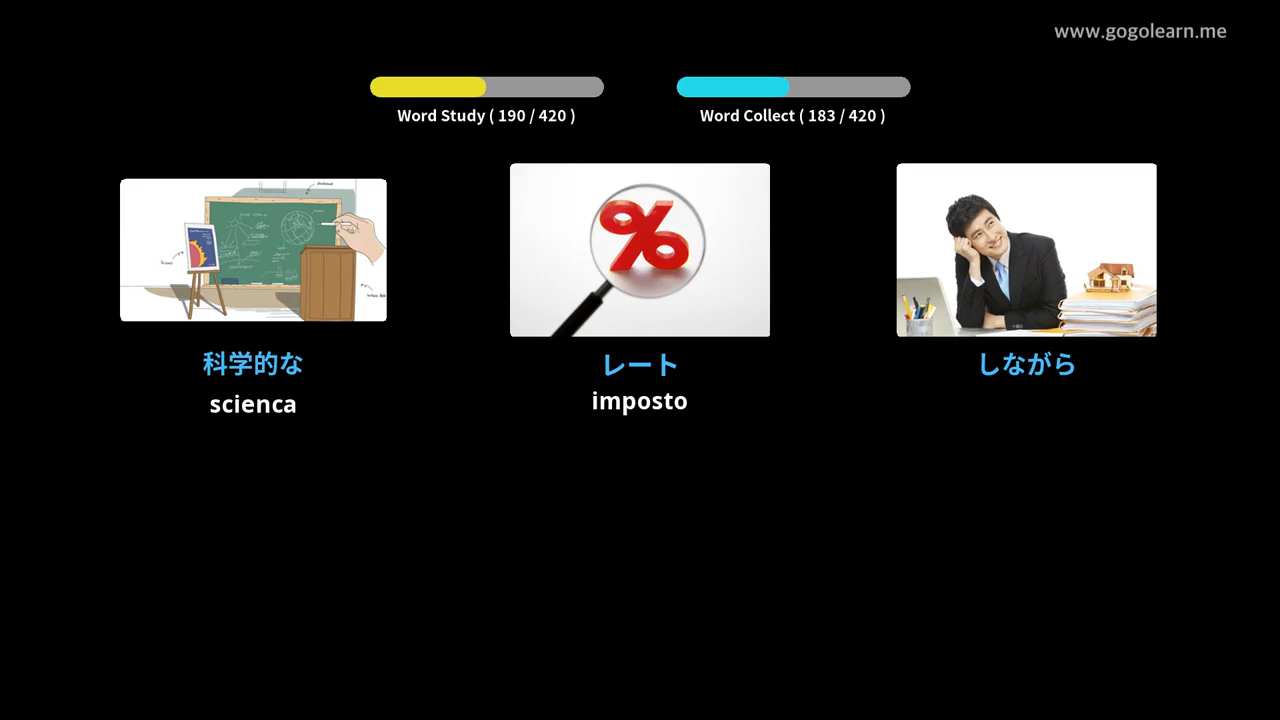 www.gogolearn.me
Word Study ( 190 / 420 )
Word Collect ( 183 / 420 )
科学的な
レート
しながら
scienca
imposto